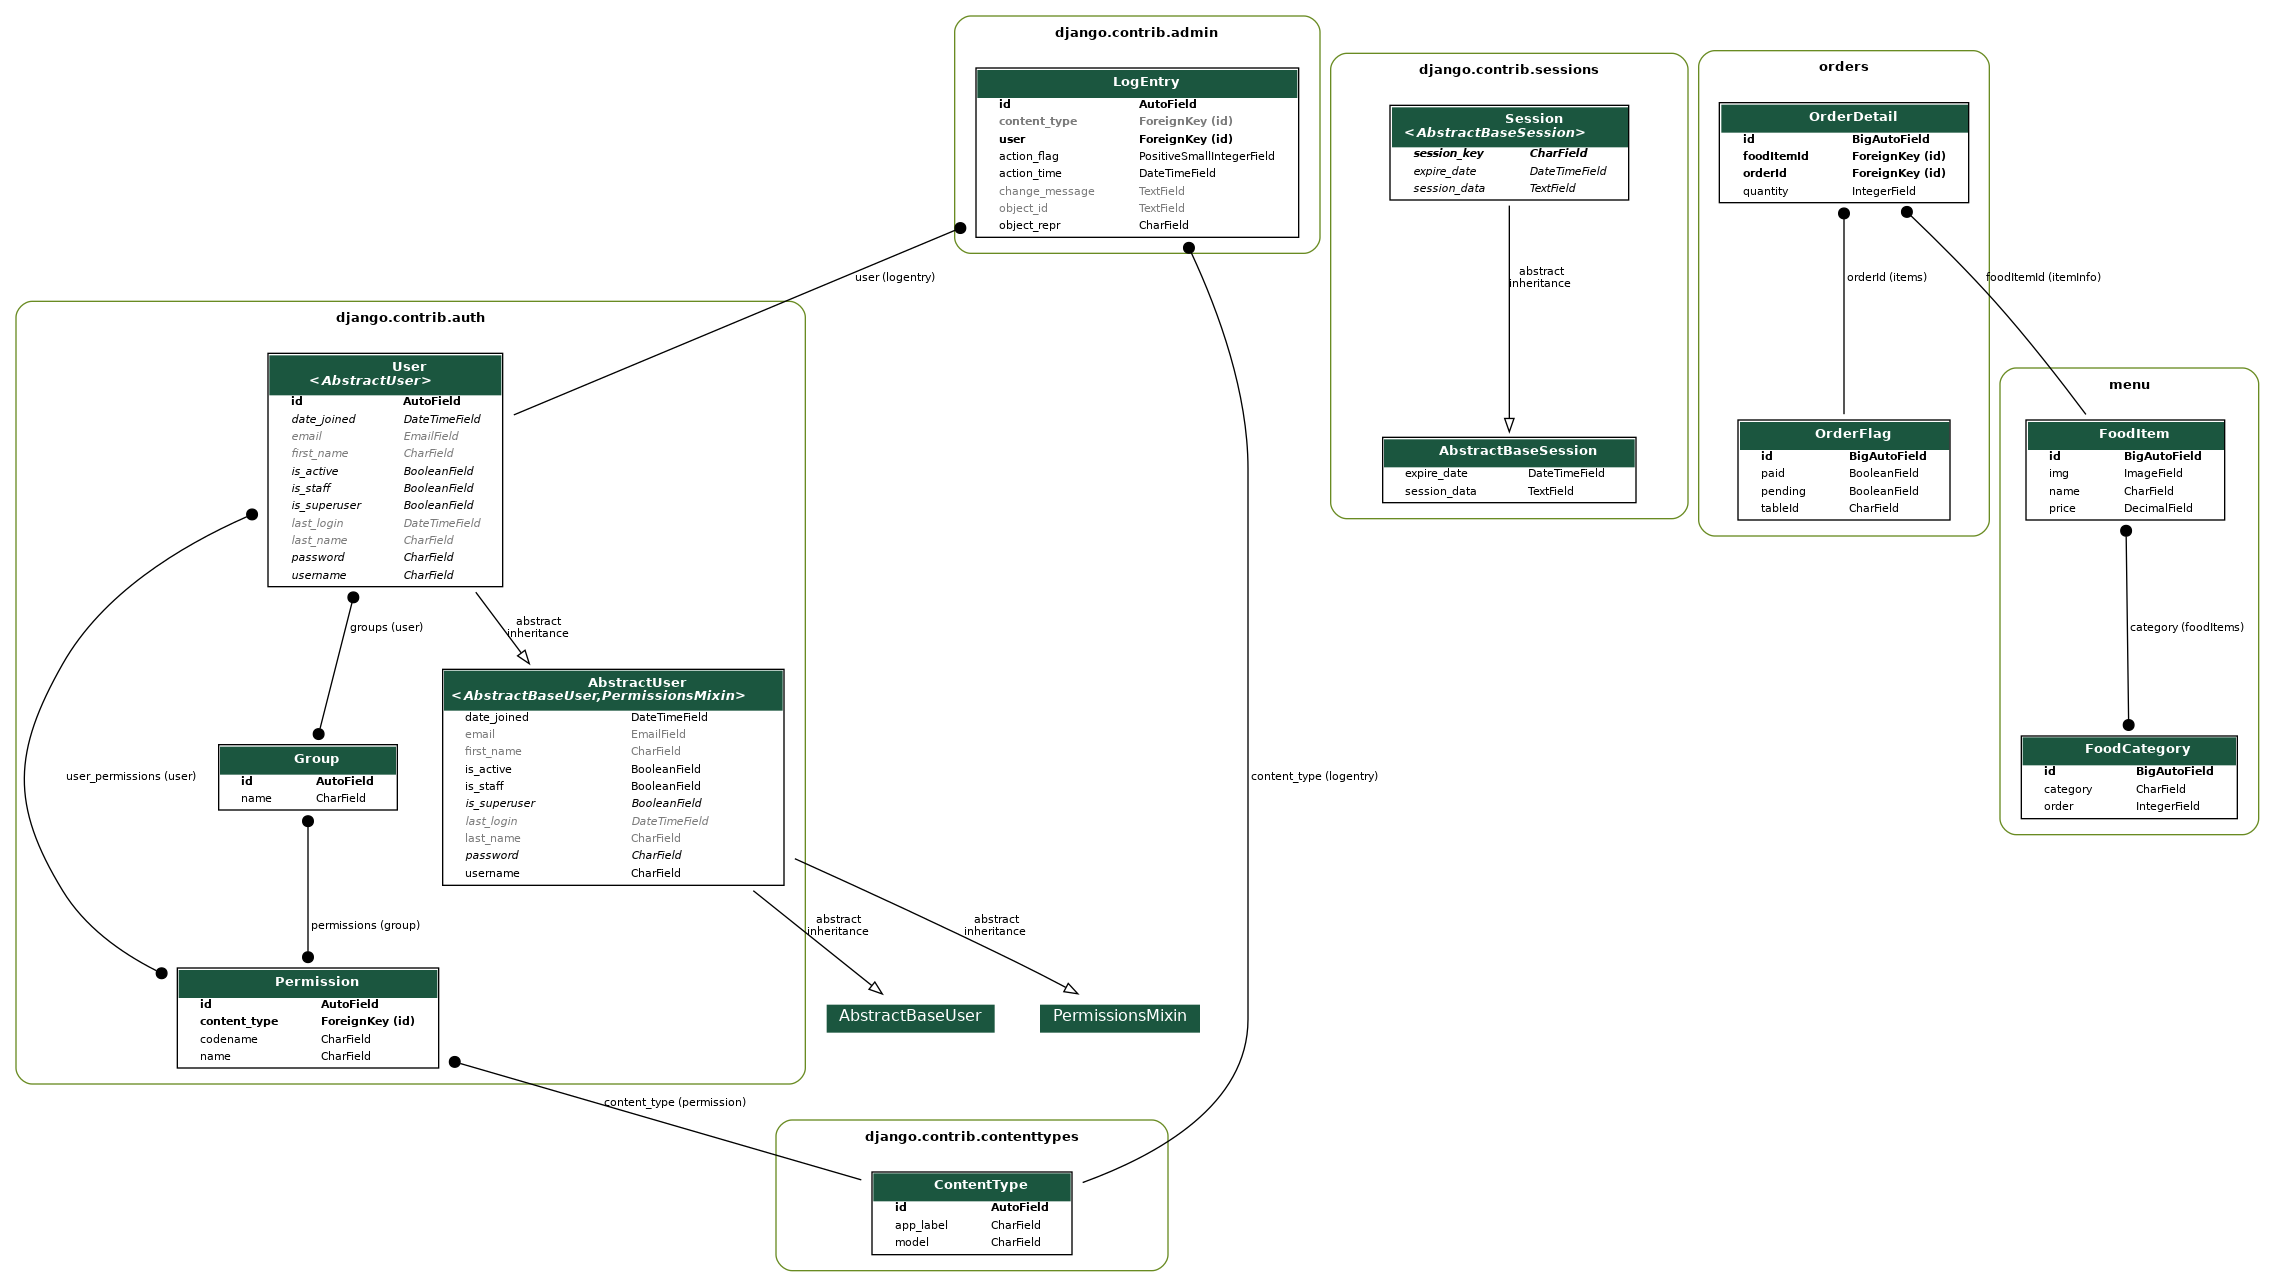 django.contrib.admin
LogEntry
id AutoField
content_type ForeignKey (id)
user ForeignKey (id)
action_flag PositiveSmallIntegerField
action_time DateTimeField
change_message TextField
object_id TextField
object_repr CharField
django.contrib.sessions
Session
<AbstractBaseSession>
session_key CharField
expire_date DateTimeField
session_data TextField
abstract
inheritance
AbstractBaseSession
expire_date DateTimeField
session_data TextField
orders
OrderDetail
id BigAutoField
foodItemId ForeignKey (id)
orderId ForeignKey (id)
quantity IntegerField
orderId (items)
foodItemId (itemInfo)
OrderFlag
id BigAutoField
paid BooleanField
pending BooleanField
tableId CharField
menu
FoodItem
id BigAutoField
img ImageField
name CharField
price DecimalField
category (foodItems)
FoodCategory
id BigAutoField
category CharField
order IntegerField
user (logentry)
django.contrib.auth
User
<AbstractUser>
id AutoField
date_joined DateTimeField
email EmailField
first_name CharField
is_active BooleanField
is_staff BooleanField
is_superuser BooleanField
last_login DateTimeField
last_name CharField
password CharField
username CharField
groups (user)
abstract
inheritance
AbstractUser
<AbstractBaseUser,PermissionsMixin>
date_joined DateTimeField
email EmailField
first_name CharField
is_active BooleanField
is_staff BooleanField
is_superuser BooleanField
last_login DateTimeField
last_name CharField
password CharField
username CharField
user_permissions (user)
Group
id AutoField
name CharField
permissions (group)
Permission
id AutoField
content_type ForeignKey (id)
codename CharField
name CharField
abstract
inheritance
abstract
inheritance
AbstractBaseUser
PermissionsMixin
content_type (logentry)
content_type (permission)
django.contrib.contenttypes
ContentType
id AutoField
app_label CharField
model CharField